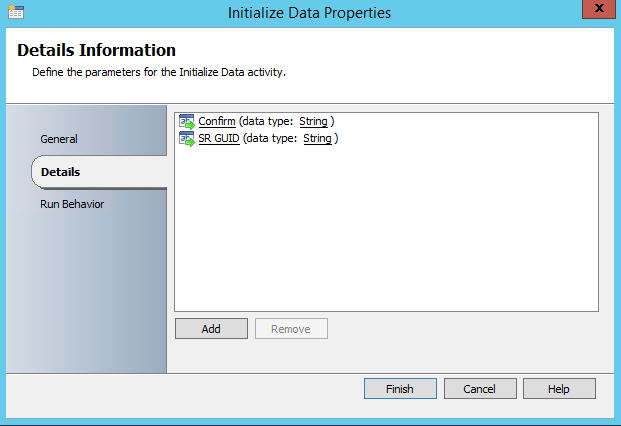 Initialize Data Properties
x
Details Information
Define the parameters for the Initialize Data activity.
General
Details
Run Behavior
Confirm (data type: String )
SR GUID (data type: String )
Add
Remove
Finish
Cancel
Help